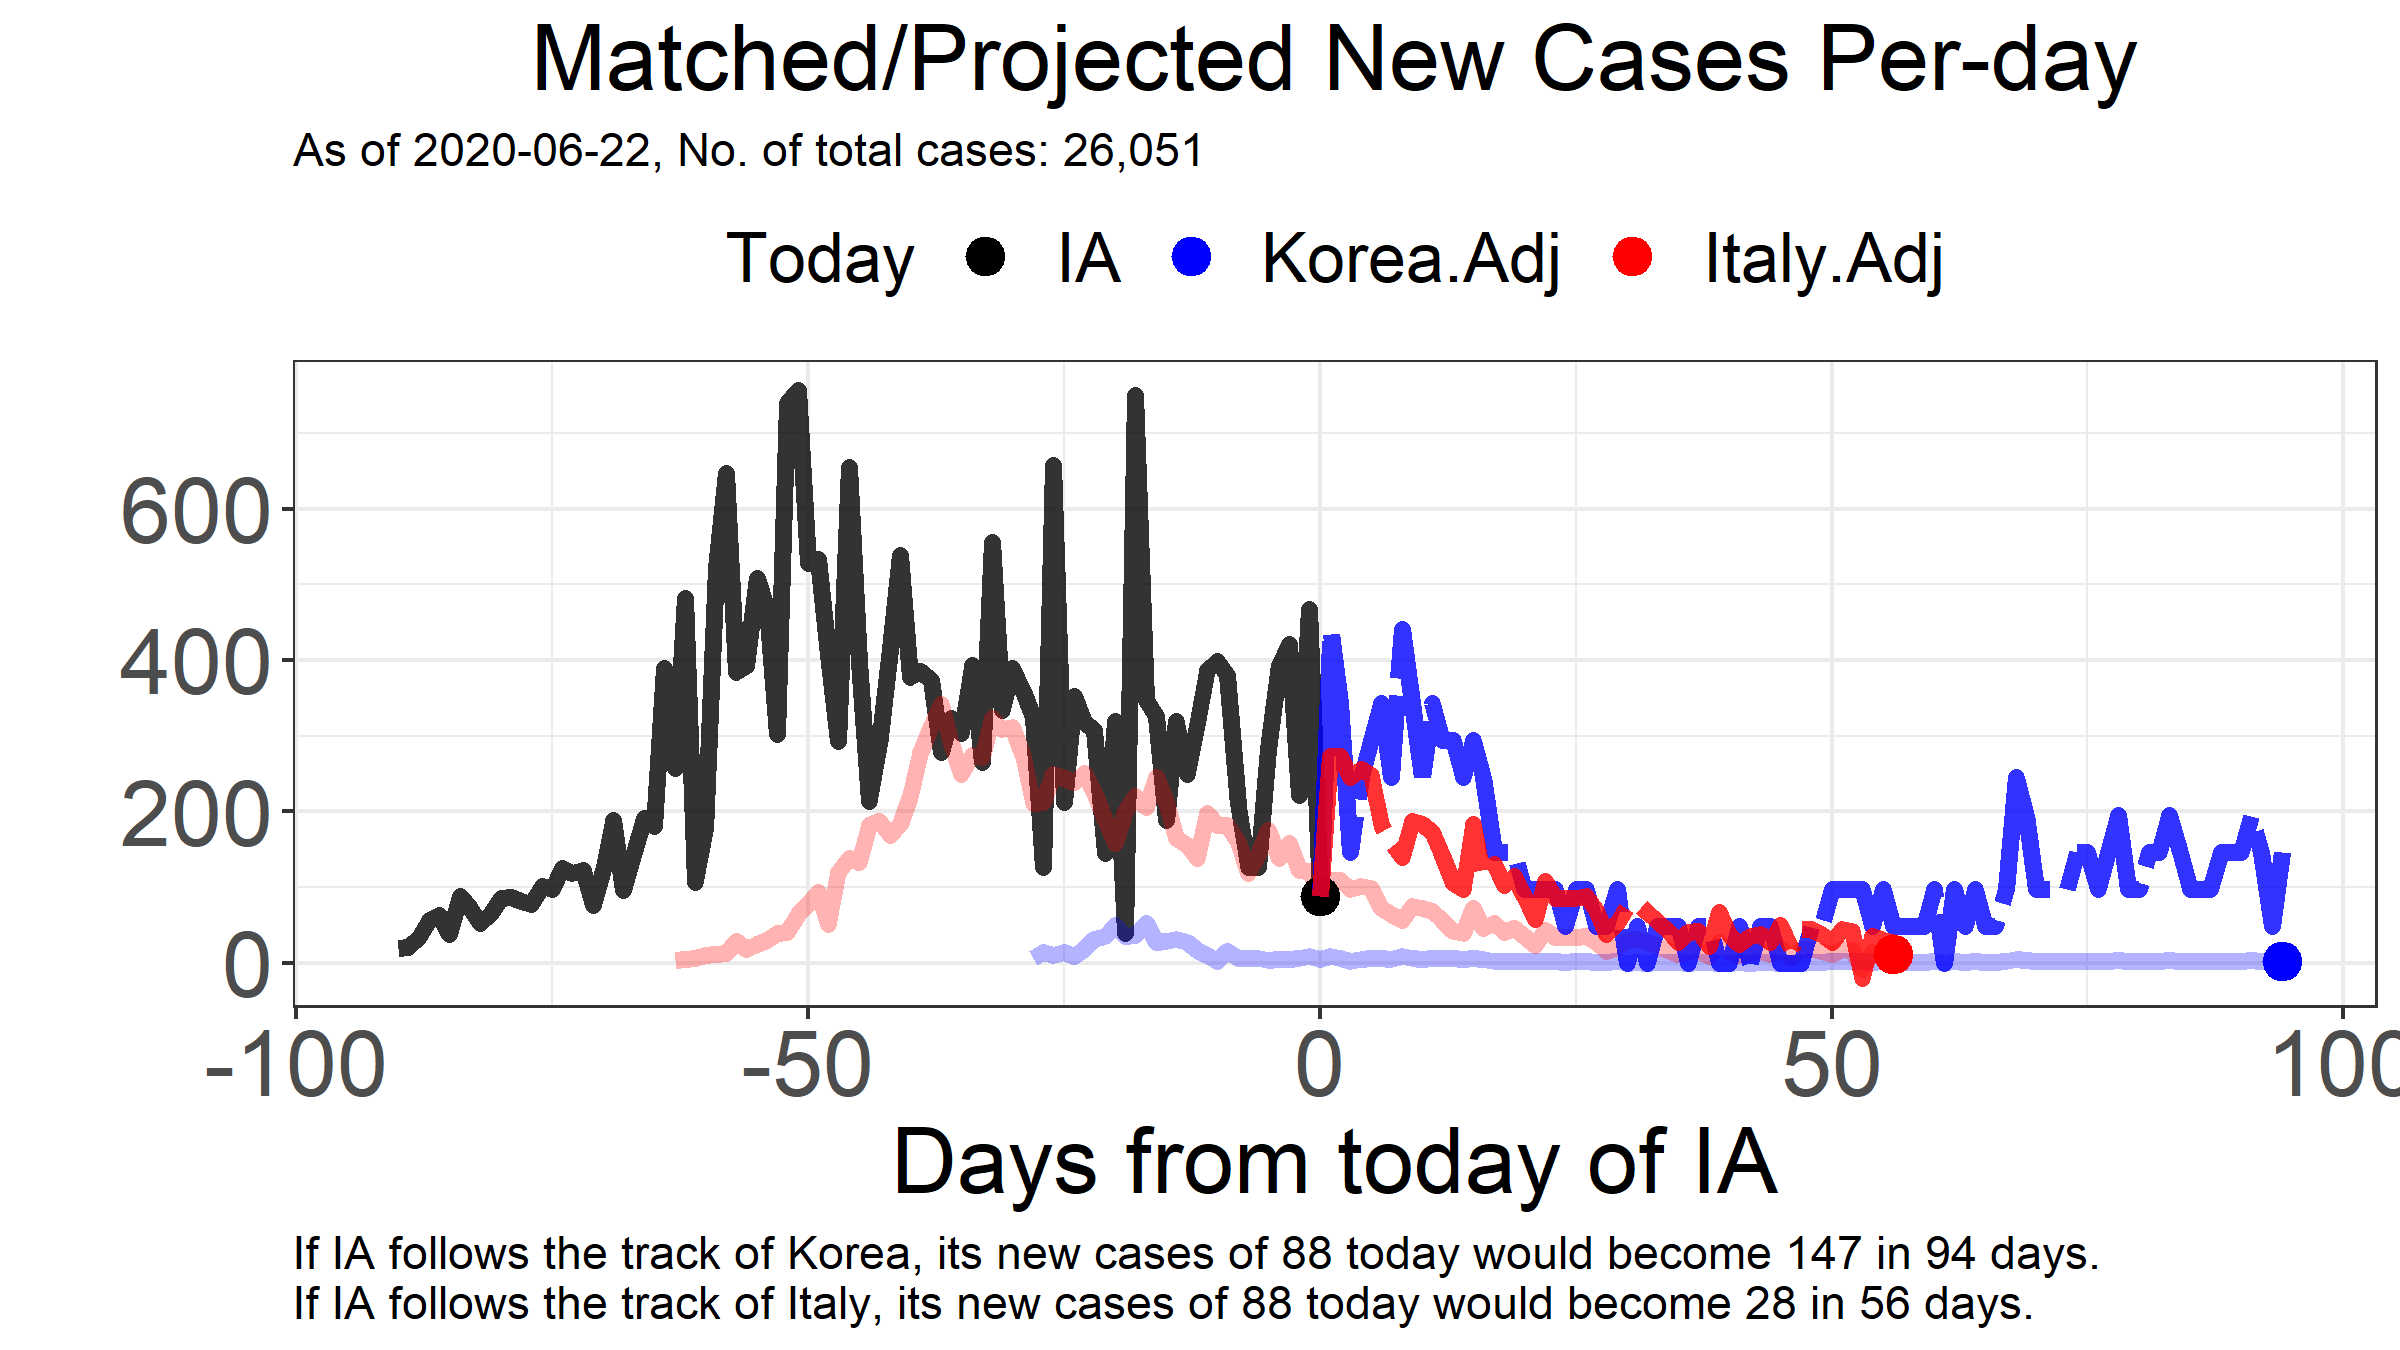 Matched/Projected New Cases Per-day
As of 2020-06-22, No. of total cases: 26,051
Today IA Korea.Adj Italy.Adj
600
400
200
0
-100 -50 0 50 100
Days from today of IA
If IA follows the track of Korea, its new cases of 88 today would become 147 in 94 days.
If IA follows the track of Italy, its new cases of 88 today would become 28 in 56 days.